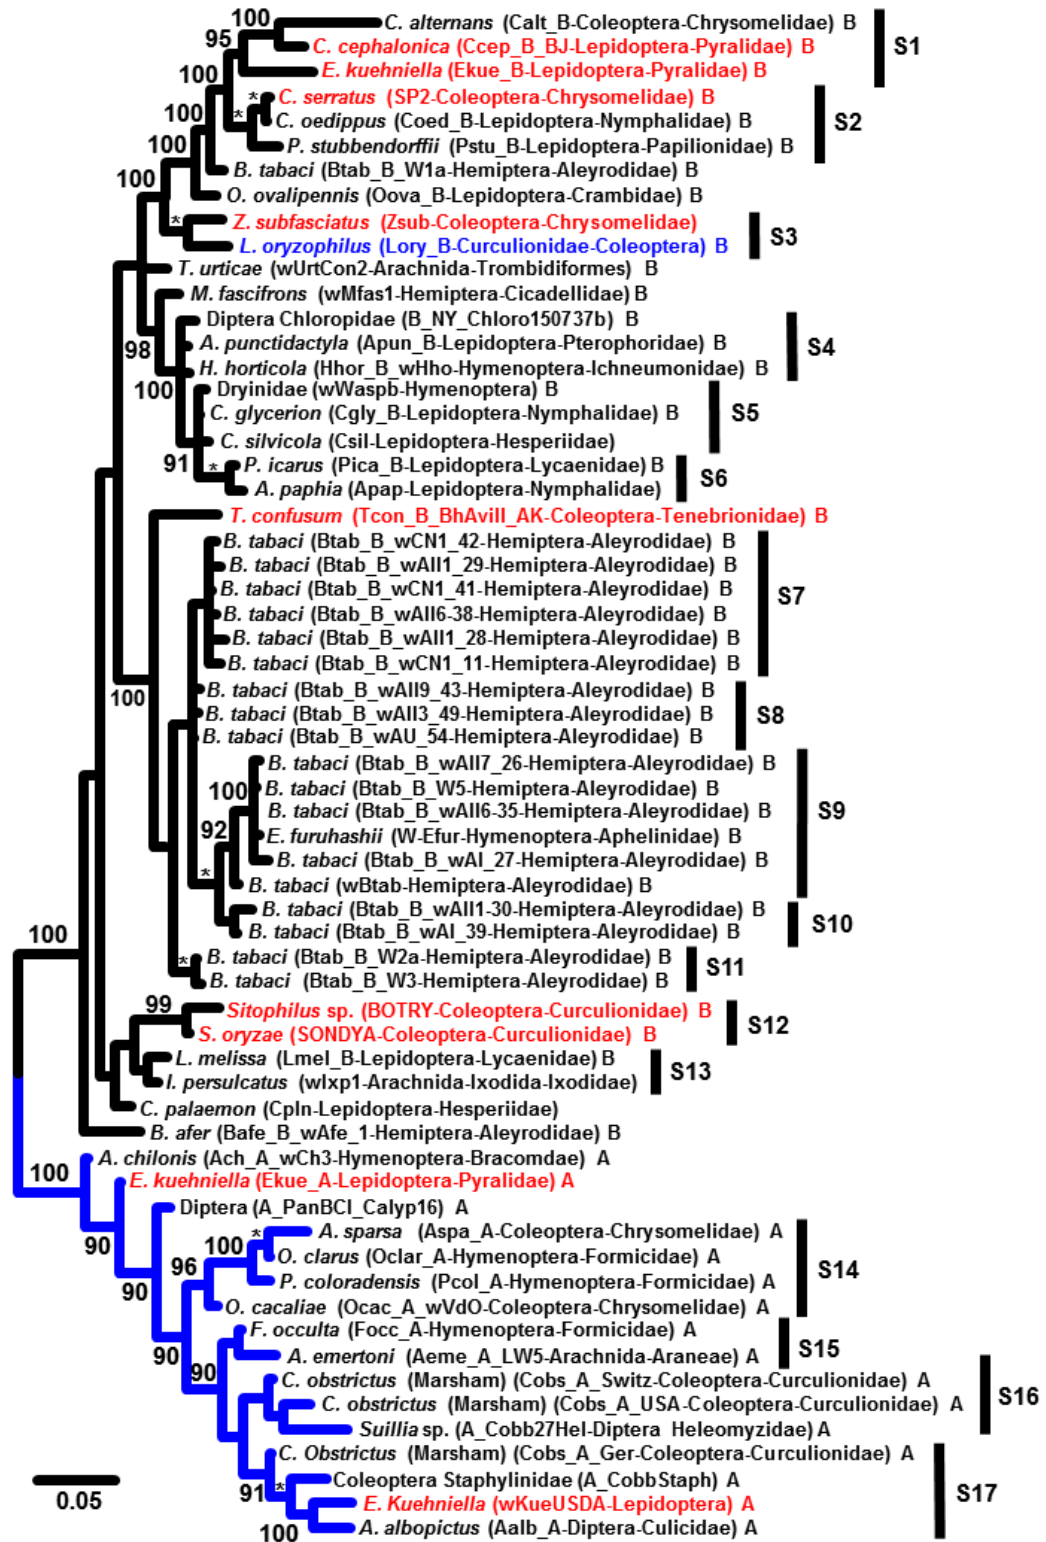 100
C. alternans (Calt_B-Coleoptera-Chrysomelidae) B
S1
95
C. cephalonica (Ccep_B_BJ-Lepidoptera-Pyralidae) B
E. kuehniella (Ekue_B-Lepidoptera-Pyralidae) B
100
* C. serratus (SP2-Coleoptera-Chrysomelidae) B
S2
100
* C. oedippus (Coed_B-Lepidoptera-Nymphalidae) B
100
P. stubbendorffii (Pstu_B-Lepidoptera-Papilionidae) B
B. tabaci (Btab_B_W1a-Hemiptera-Aleyrodidae) B
100
O. ovalipennis (Oova_B-Lepidoptera-Crambidae) B
* Z. subfasciatus (Zsub-Coleoptera-Chrysomelidae)
S3
L. oryzophilus (Lory_B-Curculionidae-Coleoptera) B
T. urticae (wUrtCon2-Arachnida-Trombidiformes) B
M. fascifrons (wMfas1-Hemiptera-Cicadellidae) B
Diptera Chloropidae (B_NY_Chloro150737b) B
98
A. punctidactyla (Apun_B-Lepidoptera-Pterophoridae) B
S4
H. horticola (Hhor_B_wHho-Hymenoptera-Ichneumonidae) B
100
Dryinidae (wWaspb-Hymenoptera) B
C. glycerion (Cgly_B-Lepidoptera-Nymphalidae) B
S5
C. silvicola (Csil-Lepidoptera-Hesperiidae)
91
* P. icarus (Pica_B-Lepidoptera-Lycaenidae) B
S6
A. paphia (Apap-Lepidoptera-Nymphalidae)
T. confusum (Tcon_B_BhAvill_AK-Coleoptera-Tenebrionidae) B
B. tabaci (Btab_B_wCN1_42-Hemiptera-Aleyrodidae) B
B. tabaci (Btab_B_wAll1_29-Hemiptera-Aleyrodidae) B
B. tabaci (Btab_B_wCN1_41-Hemiptera-Aleyrodidae) B
S7
B. tabaci (Btab_B_wAll6-38-Hemiptera-Aleyrodidae) B
B. tabaci (Btab_B_wAll1_28-Hemiptera-Aleyrodidae) B
B. tabaci (Btab_B_wCN1_11-Hemiptera-Aleyrodidae) B
100
B. tabaci (Btab_B_wAll9_43-Hemiptera-Aleyrodidae) B
B. tabaci (Btab_B_wAll3_49-Hemiptera-Aleyrodidae) B
S8
B. tabaci (Btab_B_wAU_54-Hemiptera-Aleyrodidae) B
B. tabaci (Btab_B_wAll7_26-Hemiptera-Aleyrodidae) B
100
B. tabaci (Btab_B_W5-Hemiptera-Aleyrodidae) B
B. tabaci (Btab_B_wAll6-35-Hemiptera-Aleyrodidae) B
S9
92
E. furuhashii (W-Efur-Hymenoptera-Aphelinidae) B
B. tabaci (Btab_B_wAl_27-Hemiptera-Aleyrodidae) B
*
B. tabaci (wBtab-Hemiptera-Aleyrodidae) B
B. tabaci (Btab_B_wAll1-30-Hemiptera-Aleyrodidae) B
S10
B. tabaci (Btab_B_wAl_39-Hemiptera-Aleyrodidae) B
100
* B. tabaci (Btab_B_W2a-Hemiptera-Aleyrodidae) B
S11
B. tabaci (Btab_B_W3-Hemiptera-Aleyrodidae) B
99
Sitophilus sp. (BOTRY-Coleoptera-Curculionidae) B
S12
S. oryzae (SONDYA-Coleoptera-Curculionidae) B
L. melissa (Lmel_B-Lepidoptera-Lycaenidae) B
S13
I. persulcatus (wIxp1-Arachnida-Ixodida-Ixodidae)
C. palaemon (Cpln-Lepidoptera-Hesperiidae)
B. afer (Bafe_B_wAfe_1-Hemiptera-Aleyrodidae) B
A. chilonis (Ach_A_wCh3-Hymenoptera-Bracomdae) A
100
E. kuehniella (Ekue_A-Lepidoptera-Pyralidae) A
Diptera (A_PanBCI_Calyp16) A
* A. sparsa (Aspa_A-Coleoptera-Chrysomelidae) A
90
100
O. clarus (Oclar_A-Hymenoptera-Formicidae) A
S14
96
P. coloradensis (Pcol_A-Hymenoptera-Formicidae) A
90
O. cacaliae (Ocac_A_wVdO-Coleoptera-Chrysomelidae) A
F. occulta (Focc_A-Hymenoptera-Formicidae) A
S15
90
A. emertoni (Aeme_A_LW5-Arachnida-Araneae) A
90
C. obstrictus (Marsham) (Cobs_A_Switz-Coleoptera-Curculionidae) A
S16
C. obstrictus (Marsham) (Cobs_A_USA-Coleoptera-Curculionidae) A
Suillia sp. (A_Cobb27Hel-Diptera Heleomyzidae) A
C. Obstrictus (Marsham) (Cobs_A_Ger-Coleoptera-Curculionidae) A
* Coleoptera Staphylinidae (A_CobbStaph) A
S17
91
0.05
E. Kuehniella (wKueUSDA-Lepidoptera) A
100
A. albopictus (Aalb_A-Diptera-Culicidae) A